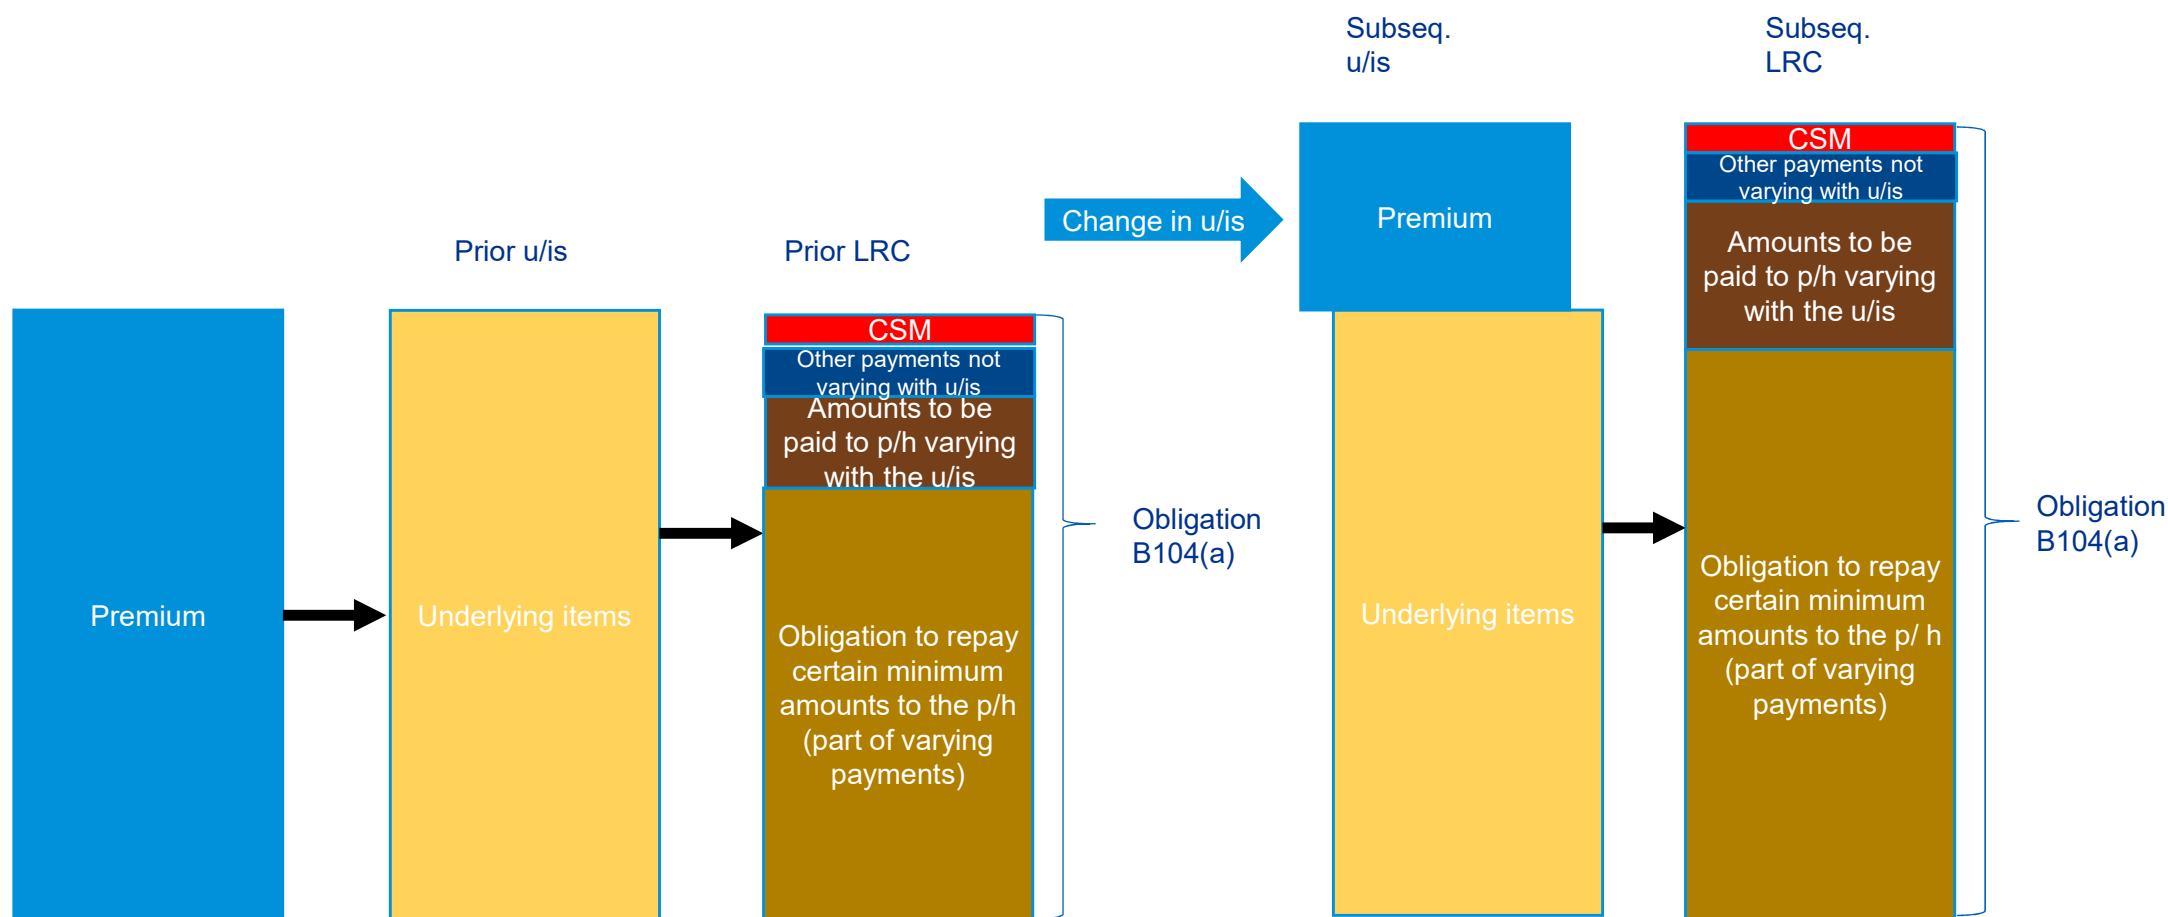 Premium
Prior u/is
Underlying items
Prior LRC
CSM
Other payments not
varying with u/is
Amounts to be
paid to p/h varying
with the u/is
Obligation to repay
certain minimum
amounts to the p/h
(part of varying
payments)
Obligation
B104(a)
Change in u/is
Subseq.
u/is
Premium
Underlying items
Subseq.
LRC
CSM
Other payments not
varying with u/is
Amounts to be
paid to p/h varying
with the u/is
Obligation to repay
certain minimum
amounts to the p/ h
(part of varying
payments)
Obligation
B104(a)